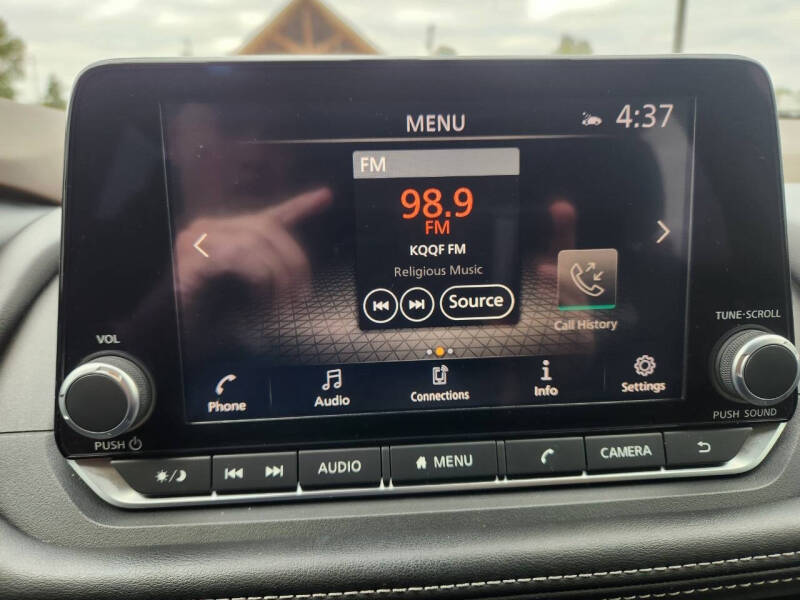 MENU
4:37
FM
98.9
FM
KQQF FM
Religious Music
Source
Call History
VOL
PUSH
TUNE·SCROLL
PUSH SOUND
Phone
Audio
Connections
Info
Settings
AUDIO
MENU
CAMERA